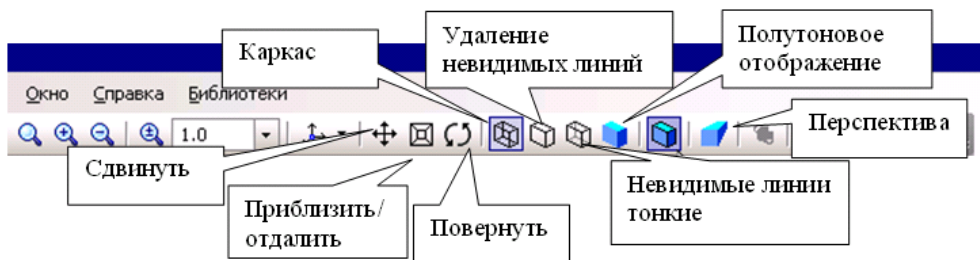 Каркас
Удаление
невидимых линий
Полутоновое
отображение
Окно Справка Библиотеки
1.0
Перспектива
Сдвинуть
Приблизить/
отдалить
Повернуть
Невидимые линии
тонкие